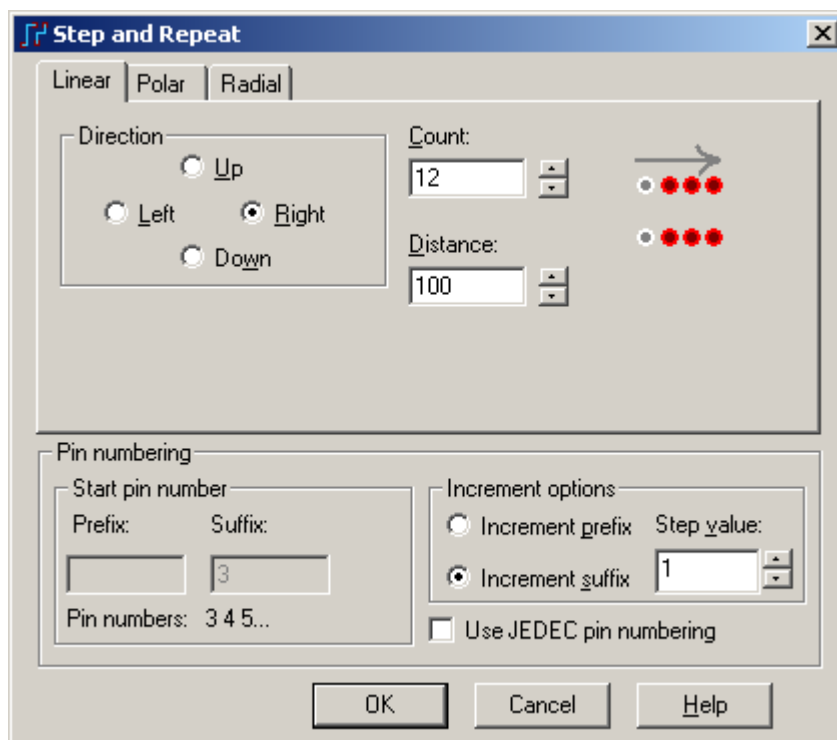 Step and Repeat
Linear Polar Radial
Direction
Up
Left Right
Down
Count:
12
Distance:
100
Pin numbering
Start pin number
Prefix: Suffix:
3
Pin numbers: 3 4 5...
Increment options
Increment prefix Step value:
Increment suffix 1
Use JEDEC pin numbering
OK Cancel Help